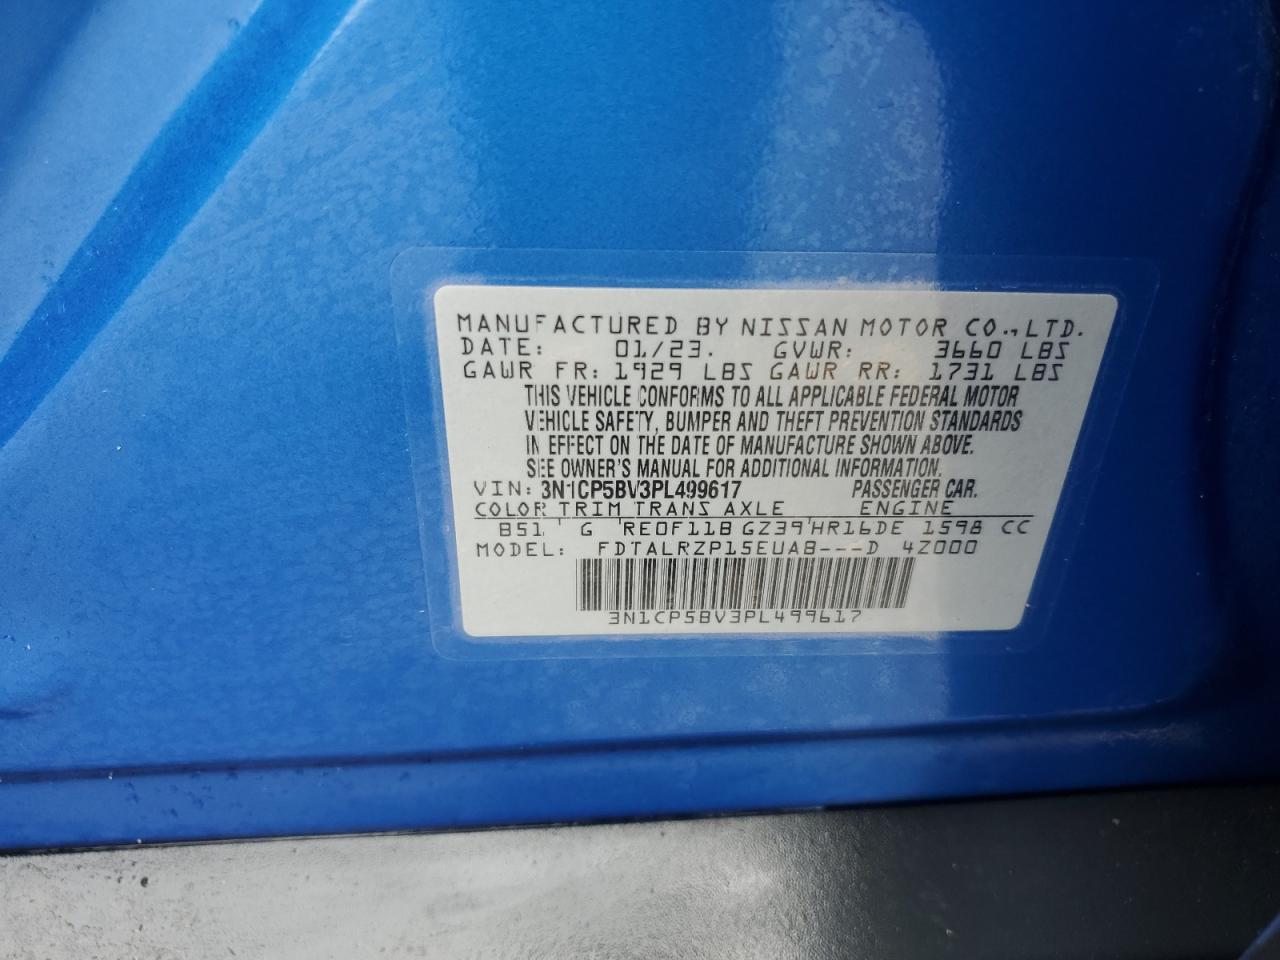 MANUFACTURED BY NISSAN MOTOR CO.,LTD.
DATE: 01/23. GVWR: 3660 LBS
GAWR FR: 1929 LBS GAWR RR: 1731 LBS
THIS VEHICLE CONFORMS TO ALL APPLICABLE FEDERAL MOTOR
VEHICLE SAFETY, BUMPER AND THEFT PREVENTION STANDARDS
IN EFFECT ON THE DATE OF MANUFACTURE SHOWN ABOVE.
SEE OWNER'S MANUAL FOR ADDITIONAL INFORMATION.
VIN: 3N1CP5BV3PL499617 PASSENGER CAR.
COLOR TRIM TRANS AXLE ENGINE
B51 G RE0F11B GZ39 HR16DE 1598 CC
MODEL: FDTALRZP15EUAB---D 4Z000
3N1CP5BV3PL499617